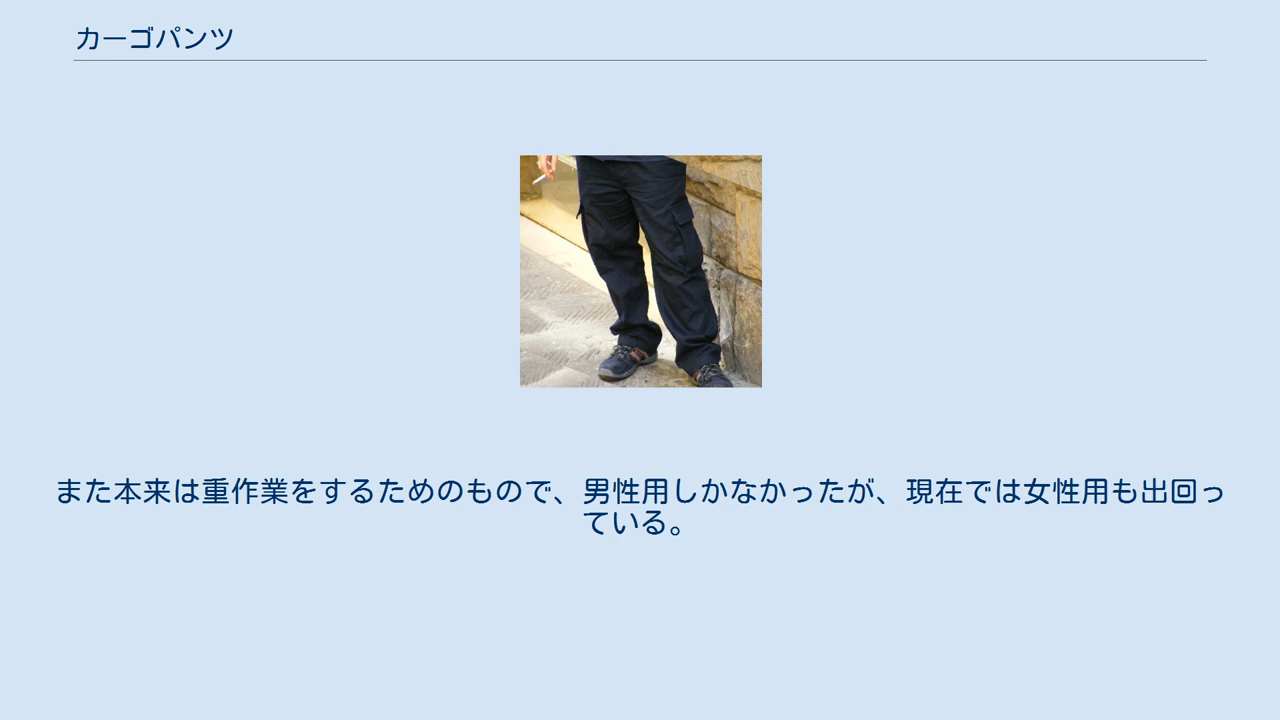 カーゴパンツ
また本来は重作業をするためのもので、男性用しかなかったが、現在では女性用も出回っ
ている。